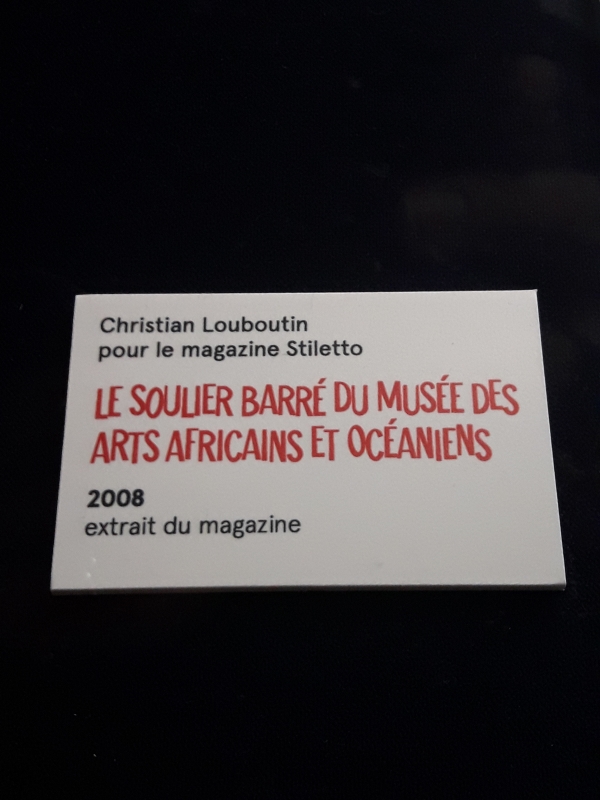 Christian Louboutin
pour le magazine Stiletto
LE SOULIER BARRÉ DU MUSÉE DES
ARTS AFRICAINS ET OCÉANIENS
2008
extrait du magazine